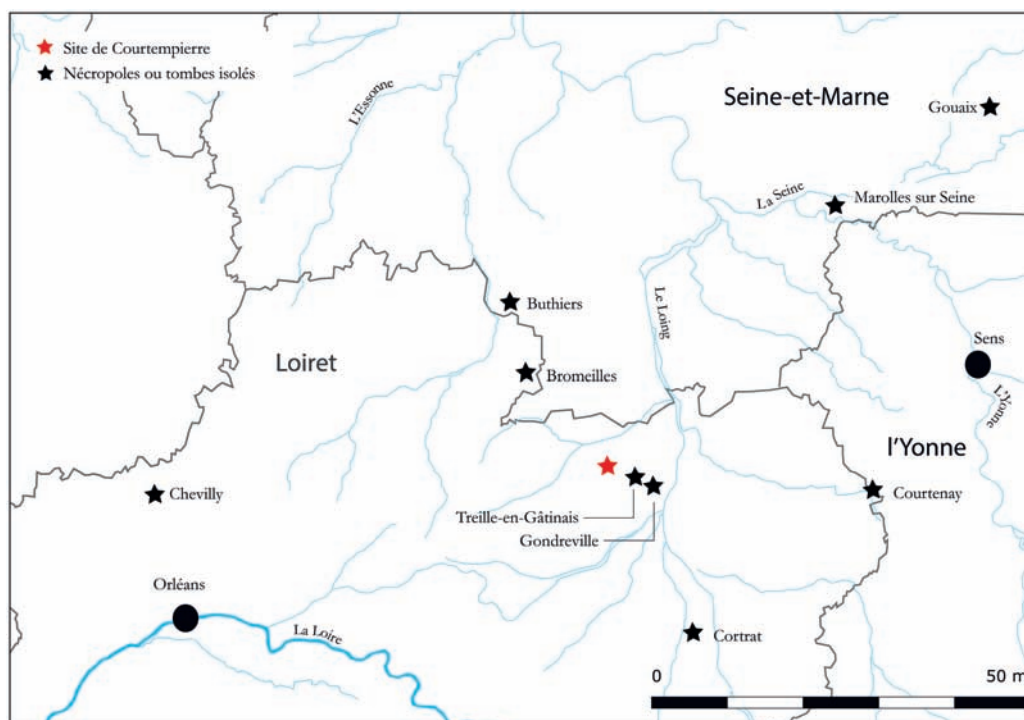 Site de Courtempierre
Nécropoles ou tombes isolés
L'Essonne
Seine-et-Marne
Gouaix
La Seine
Marolles sur Seine
Buthiers
Le Loing
Loiret
Sens
Bromeilles
L'Yonne
l'Yonne
Chevilly
Courtenay
Treille-en-Gâtinais
Gondreville
Orléans
La Loire
Cortrat
0
50 m